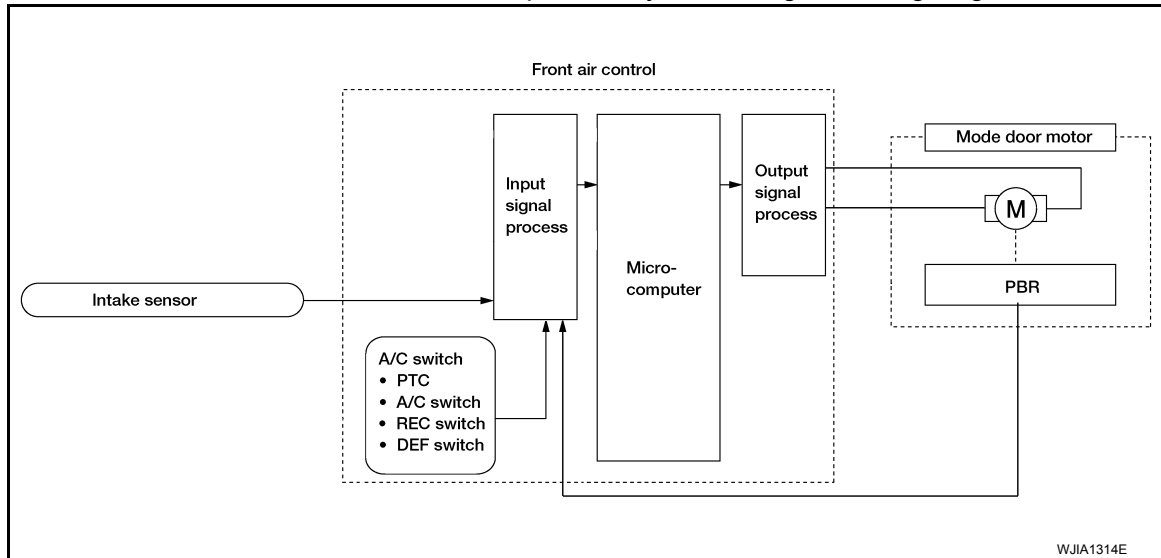 Front air control
Mode door motor
Input
signal
process
Output
signal
process
M
Micro-
computer
PBR
Intake sensor
A/C switch
• PTC
• A/C switch
• REC switch
• DEF switch
WJIA1314E